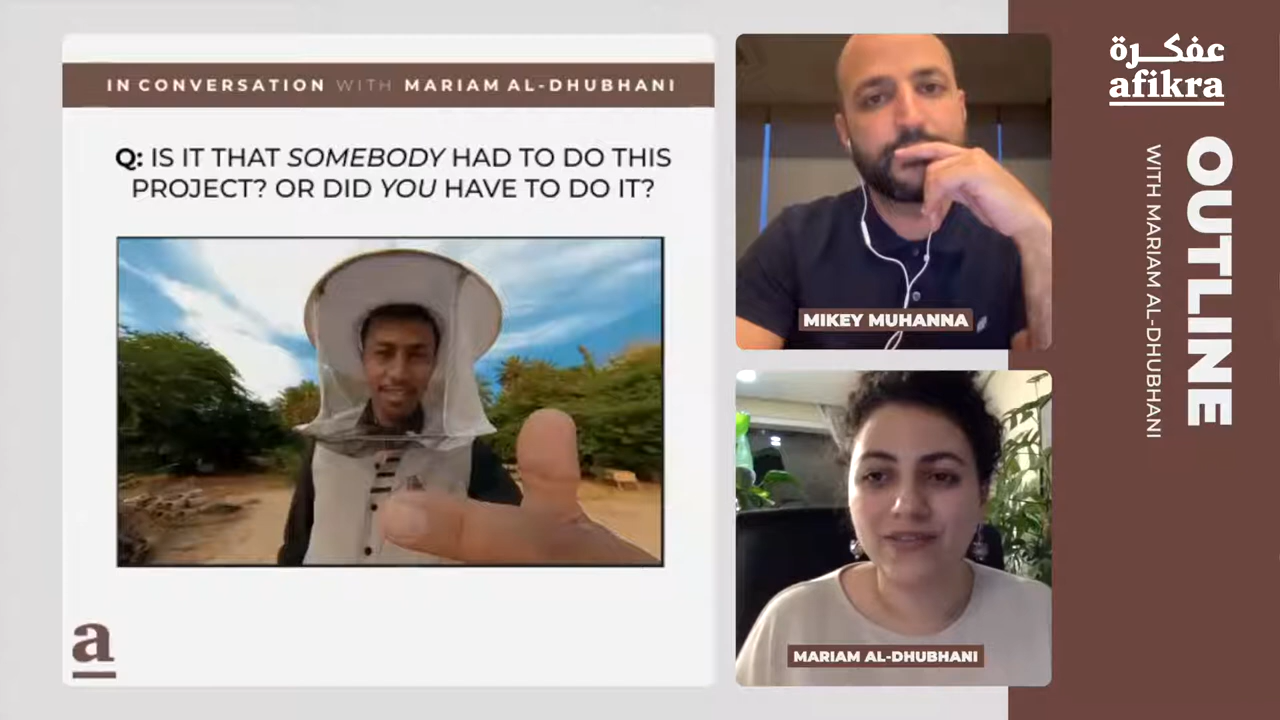 IN CONVERSATION WITH MARIAM AL-DHUBHANI
Q: IS IT THAT SOMEBODY HAD TO DO THIS
PROJECT? OR DID YOU HAVE TO DO IT?
a
MIKEY MUHANNA
MARIAM AL-DHUBHANI
عفكرة
afikra
OUTLINE
WITH MARIAM AL-DHUBHANI